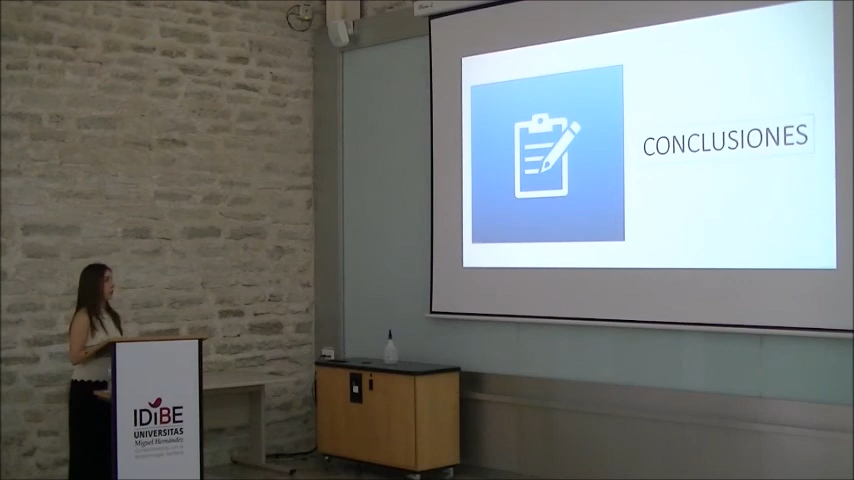 CONCLUSIONES
IDiBE
UNIVERSITAS
Miguel Hernández